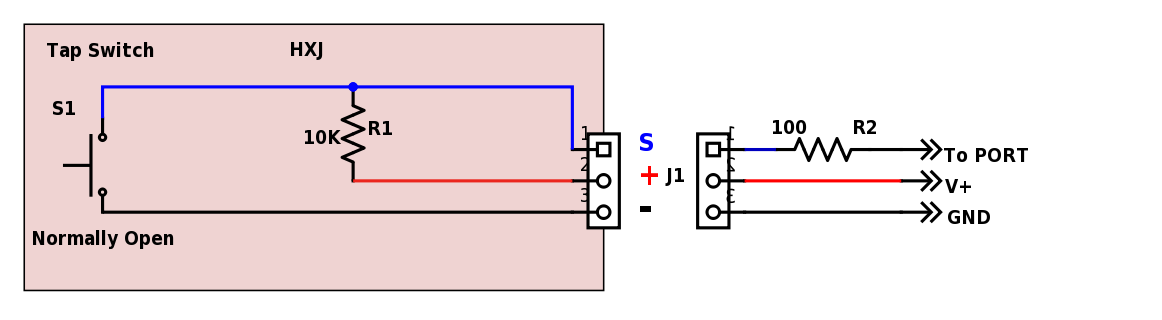 Tap Switch
HXJ
S1
10K
R1
1
2
3
S
+
-
J1
1
2
3
100
R2
To PORT
V+
GND
Normally Open